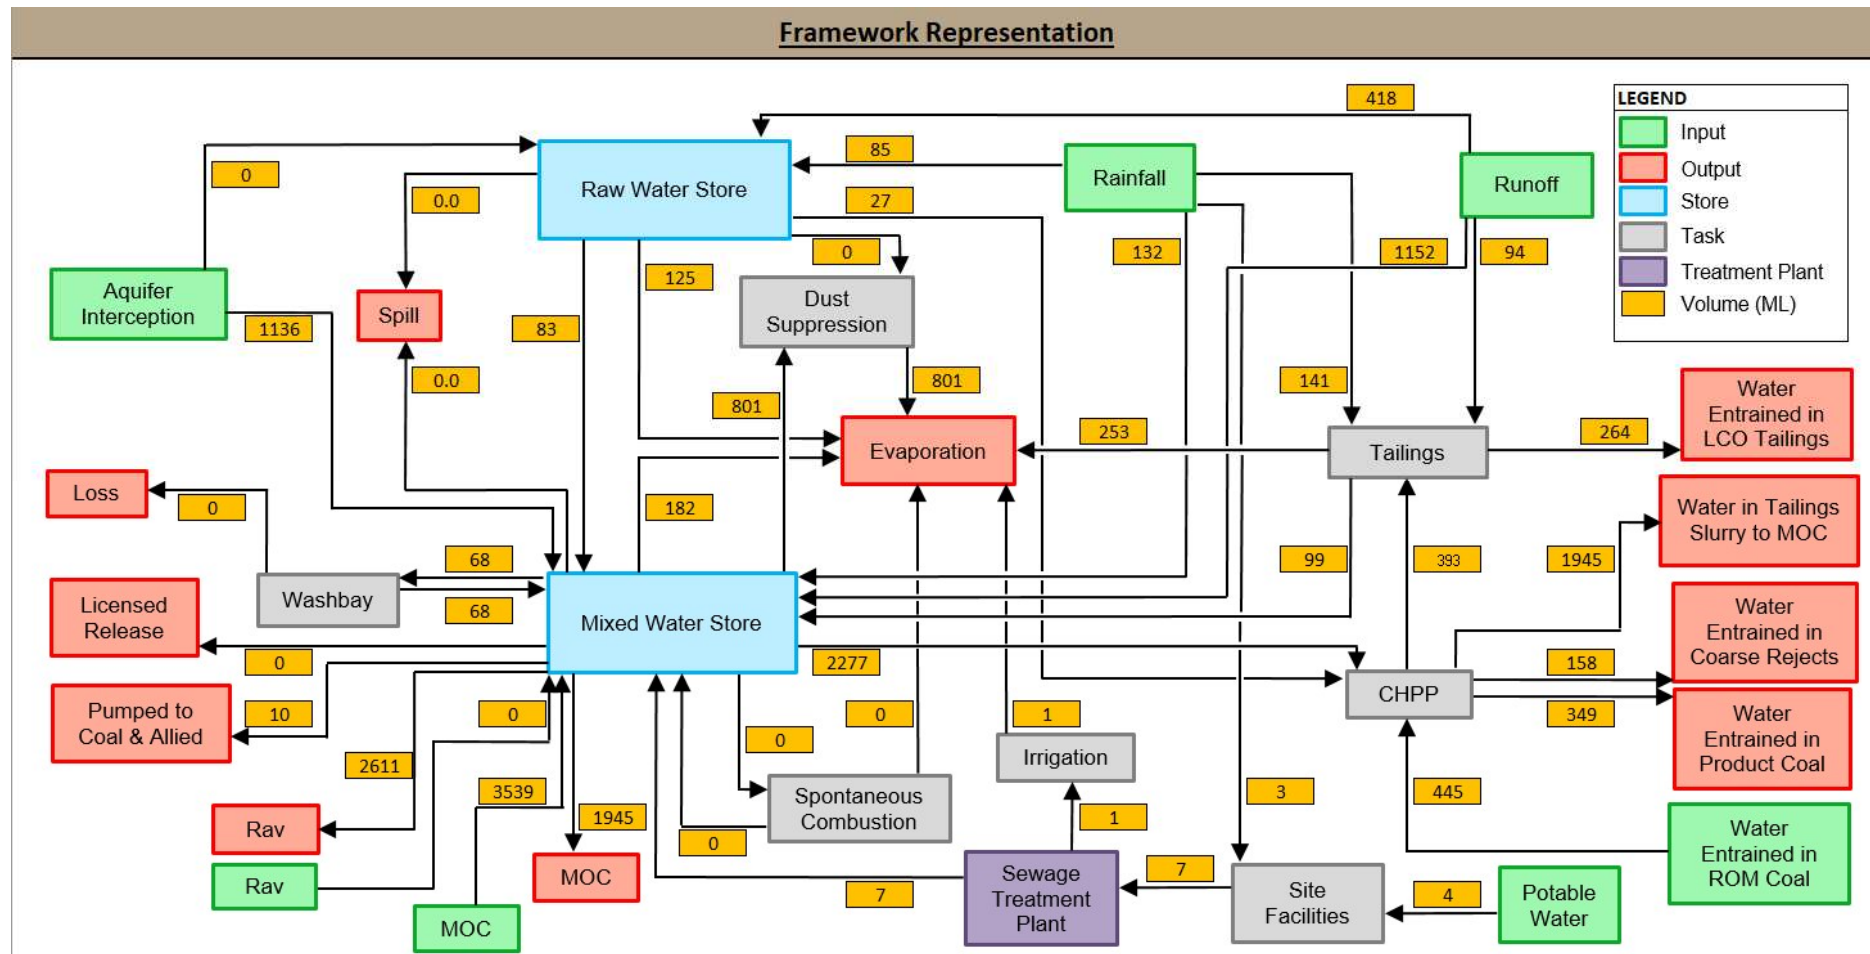 Framework Representation
418
LEGEND
Input
Output
Store
Task
Treatment Plant
Volume (ML)
85
0
Raw Water Store
Rainfall
Runoff
0.0
27
0
132
1152
94
125
Aquifer
Interception
Dust
Suppression
Spill
1136
83
0.0
801
141
Water
Entrained in
LCO Tailings
801
253
264
Evaporation
Tailings
Loss
0
182
Water in Tailings
Slurry to MOC
68
99
393
1945
Washbay
Licensed
Release
68
Mixed Water Store
Water
Entrained in
Coarse Rejects
0
2277
158
CHPP
Pumped to
Coal & Allied
10
0
0
0
1
349
Water
Entrained in
Product Coal
2611
Irrigation
3539
Spontaneous
Combustion
3
445
Rav
1945
0
1
Water
Entrained in
ROM Coal
Rav
MOC
7
Sewage
Treatment
Plant
7
Site
Facilities
4
Potable
Water
MOC